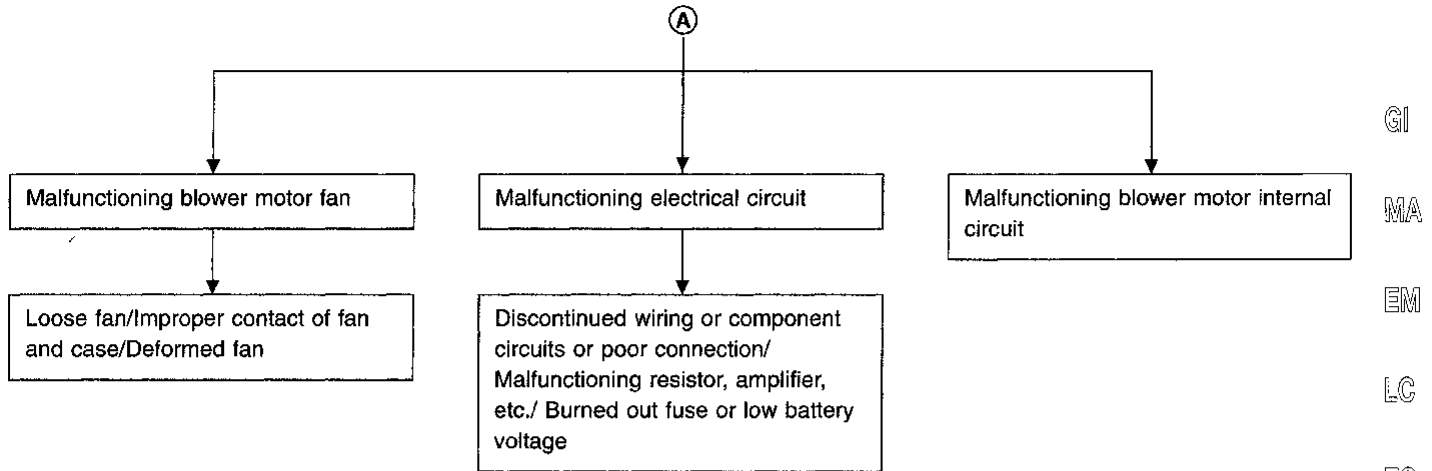 A
GI
Malfunctioning blower motor fan
Malfunctioning electrical circuit
Malfunctioning blower motor internal
circuit
MA
EM
Loose fan/Improper contact of fan
and case/Deformed fan
Discontinued wiring or component
circuits or poor connection/
Malfunctioning resistor, amplifier,
etc./ Burned out fuse or low battery
voltage
LC